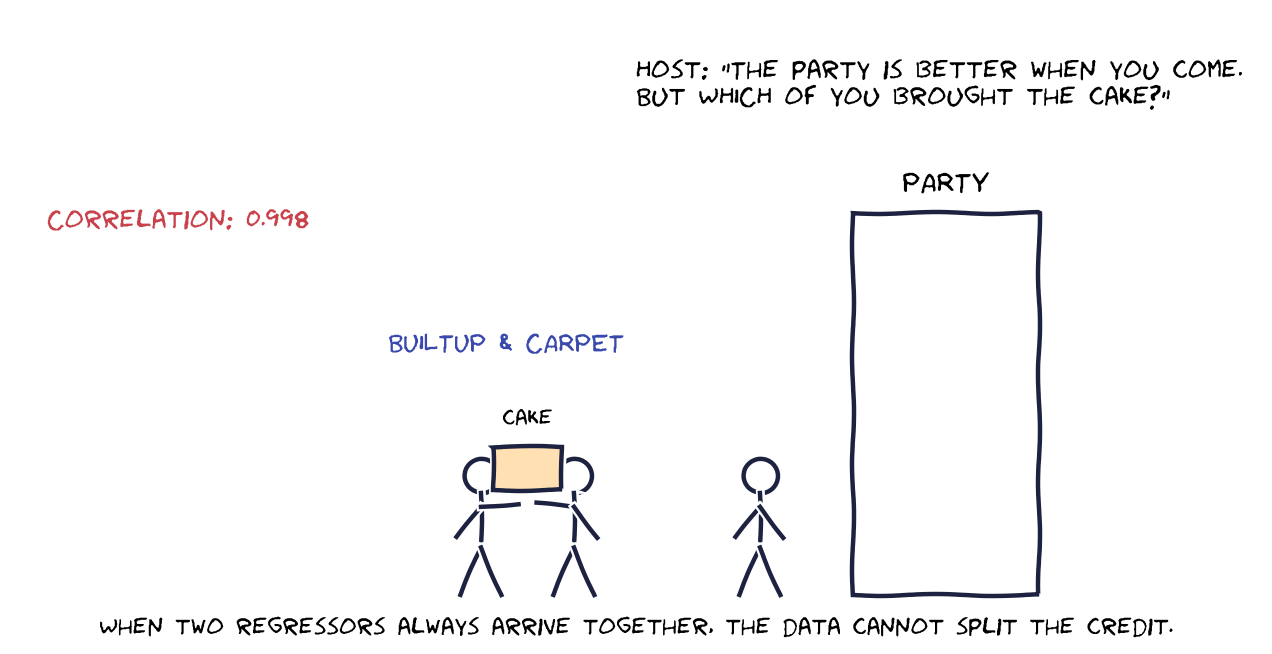 HOST: "THE PARTY IS BETTER WHEN YOU COME.
BUT WHICH OF YOU BROUGHT THE CAKE?"
PARTY
CORRELATION: 0.998
BUILTUP & CARPET
CAKE
WHEN TWO REGRESSORS ALWAYS ARRIVE TOGETHER, THE DATA CANNOT SPLIT THE CREDIT.